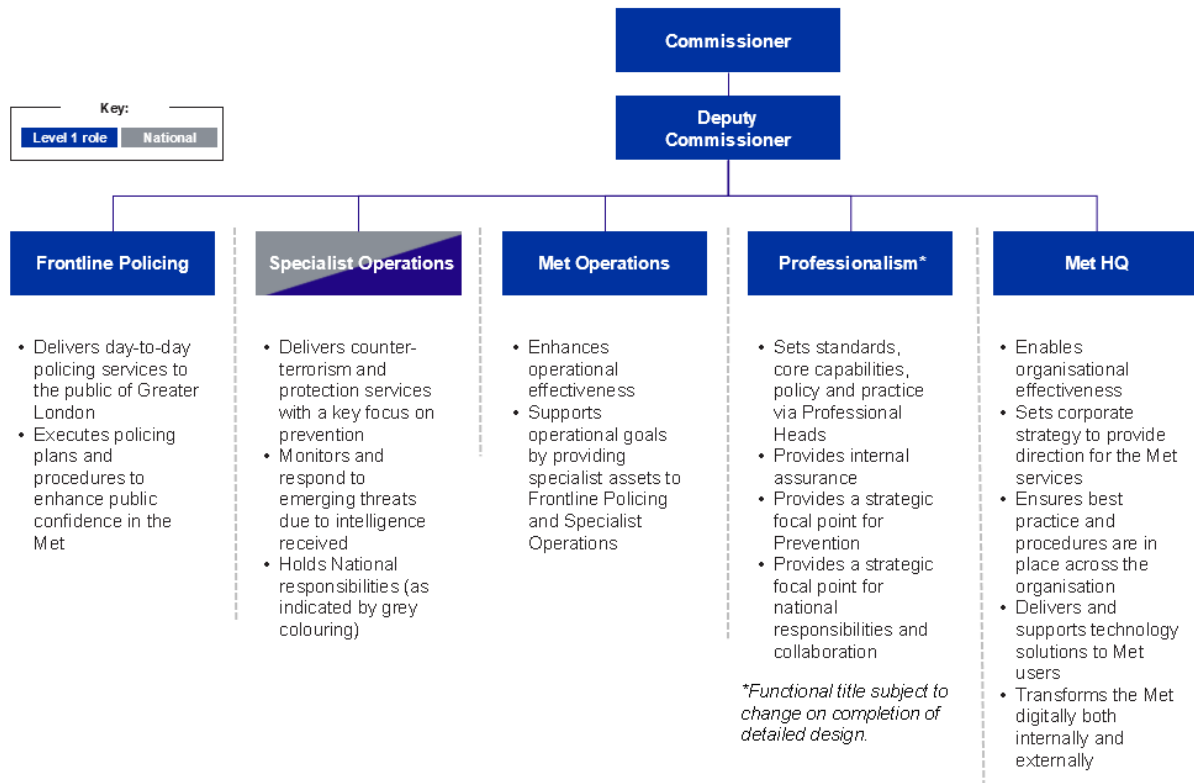 Commissioner
Key:
Level 1 role
National
Deputy
Commissioner
Frontline Policing
Specialist Operations
Met Operations
Professionalism*
Met HQ
• Delivers day-to-day
policing services to
the public of Greater
London
• Executes policing
plans and
procedures to
enhance public
confidence in the
Met
• Delivers counter-
terrorism and
protection services
with a key focus on
prevention
• Monitors and
respond to
emerging threats
due to intelligence
received
• Holds National
responsibilities (as
indicated by grey
colouring)
• Enhances
operational
effectiveness
• Supports
operational goals
by providing
specialist assets to
Frontline Policing
and Specialist
Operations
• Sets standards,
core capabilities,
policy and practice
via Professional
Heads
• Provides internal
assurance
• Provides a strategic
focal point for
Prevention
• Provides a strategic
focal point for
national
responsibilities and
collaboration
*Functional title subject to
change on completion of
detailed design.
• Enables
organisational
effectiveness
• Sets corporate
strategy to provide
direction for the Met
services
• Ensures best
practice and
procedures are in
place across the
organisation
• Delivers and
supports technology
solutions to Met
users
• Transforms the Met
digitally both
internally and
externally